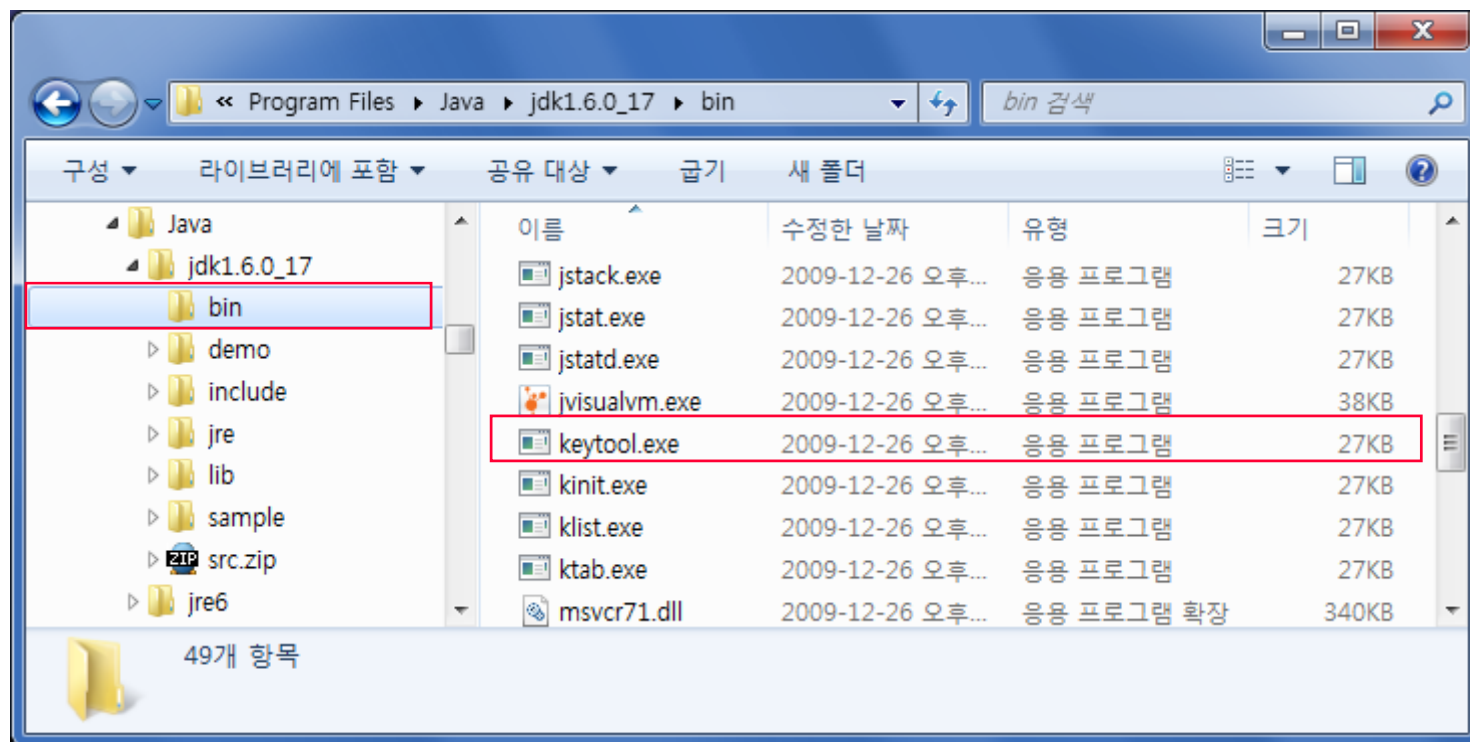 « Program Files ▸ Java ▸ jdk1.6.0_17 ▸ bin
bin 검색
구성 라이브러리에 포함 공유 대상 굽기 새 폴더
Java
jdk1.6.0_17
bin
demo
include
jre
lib
sample
ZIP src.zip
jre6
이름 수정한 날짜 유형 크기
jstack.exe 2009-12-26 오후... 응용 프로그램 27KB
jstat.exe 2009-12-26 오후... 응용 프로그램 27KB
jstatd.exe 2009-12-26 오후... 응용 프로그램 27KB
jvisualvm.exe 2009-12-26 오후... 응용 프로그램 38KB
keytool.exe 2009-12-26 오후... 응용 프로그램 27KB
kinit.exe 2009-12-26 오후... 응용 프로그램 27KB
klist.exe 2009-12-26 오후... 응용 프로그램 27KB
ktab.exe 2009-12-26 오후... 응용 프로그램 27KB
msvcr71.dll 2009-12-26 오후... 응용 프로그램 확장 340KB
49개 항목